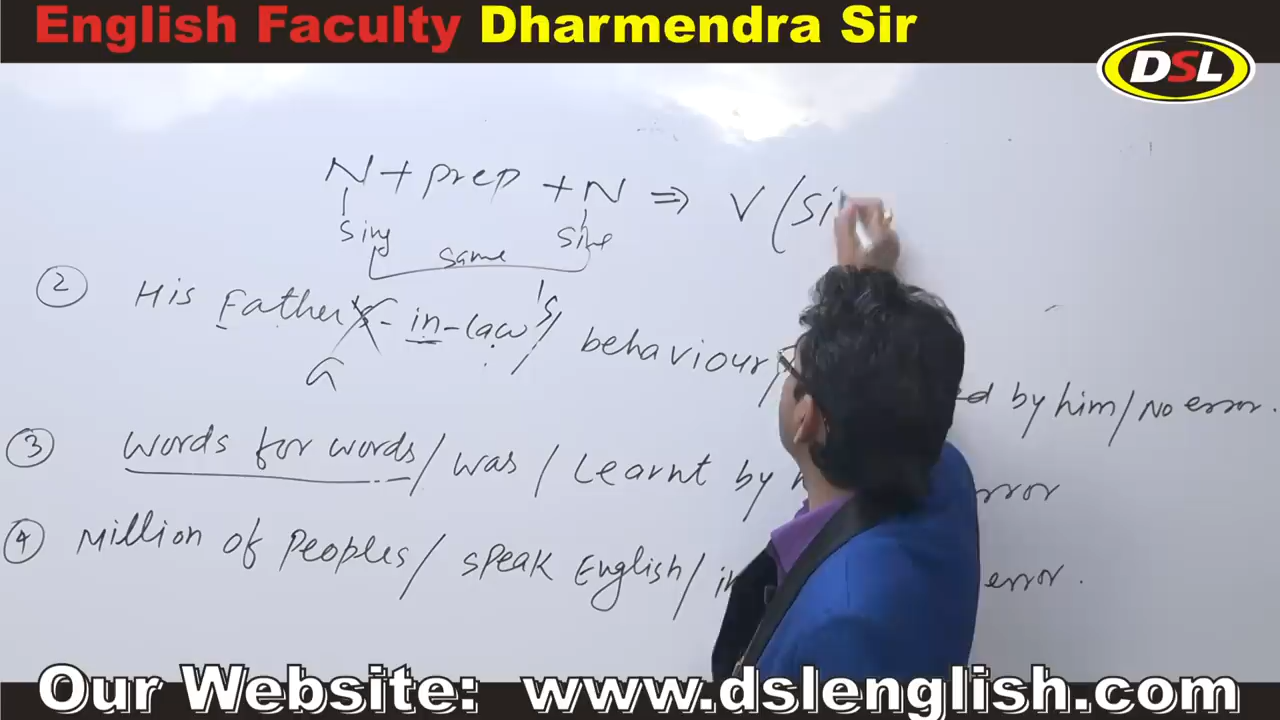 English Faculty Dharmendra Sir
DSL
N + prep + N ⇒ V (Si
Sing Sing
same
② His Father's-in-law's/ behaviour/ by him/ No error.
a
③ words for words/ was/ Learnt by
④ Million of Peoples/ speak English/ in error.
Our Website: www.dslenglish.com